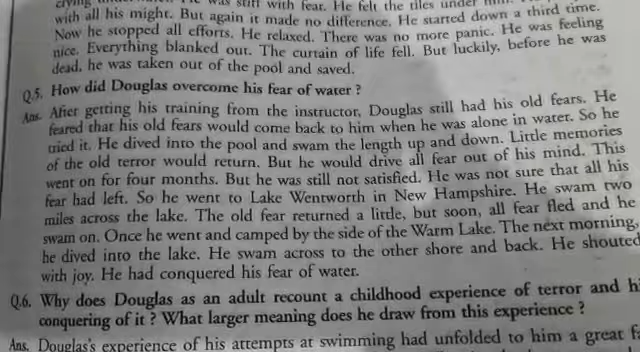 was stiff with fear. He felt the tiles under
with all his might. But again it made no difference. He started down a third time.
Now he stopped all efforts. He relaxed. There was no more panic. He was feeling
nice. Everything blanked out. The curtain of life fell. But luckily, before he was
dead, he was taken out of the pool and saved.
Q.5. How did Douglas overcome his fear of water ?
Ans. After getting his training from the instructor, Douglas still had his old fears. He
feared that his old fears would come back to him when he was alone in water. So he
tried it. He dived into the pool and swam the length up and down. Little memories
of the old terror would return. But he would drive all fear out of his mind. This
went on for four months. But he was still not satisfied. He was not sure that all his
fear had left. So he went to Lake Wentworth in New Hampshire. He swam two
miles across the lake. The old fear returned a little, but soon, all fear fled and he
swam on. Once he went and camped by the side of the Warm Lake. The next morning,
he dived into the lake. He swam across to the other shore and back. He shouted
with joy. He had conquered his fear of water.
Q.6. Why does Douglas as an adult recount a childhood experience of terror and hi
conquering of it ? What larger meaning does he draw from this experience ?
Ans. Douglas's experience of his attempts at swimming had unfolded to him a great